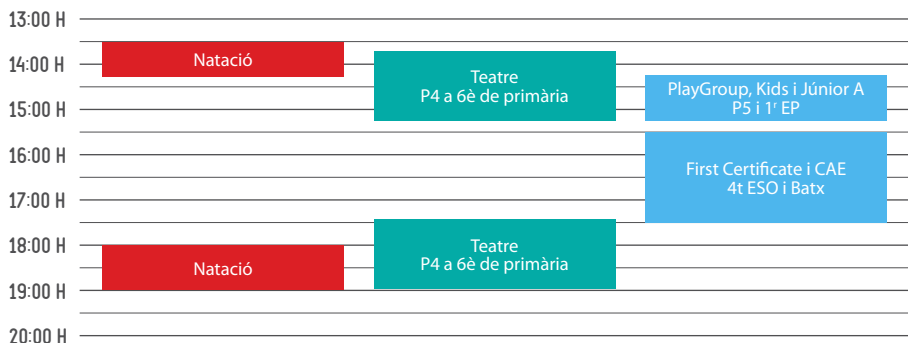 13:00 H
14:00 H
15:00 H
16:00 H
17:00 H
18:00 H
19:00 H
20:00 H
Natació
Natació
Teatre
P4 a 6è de primària
Teatre
P4 a 6è de primària
PlayGroup, Kids i Júnior A
P5 i 1ʳ EP
First Certificate i CAE
4t ESO i Batx